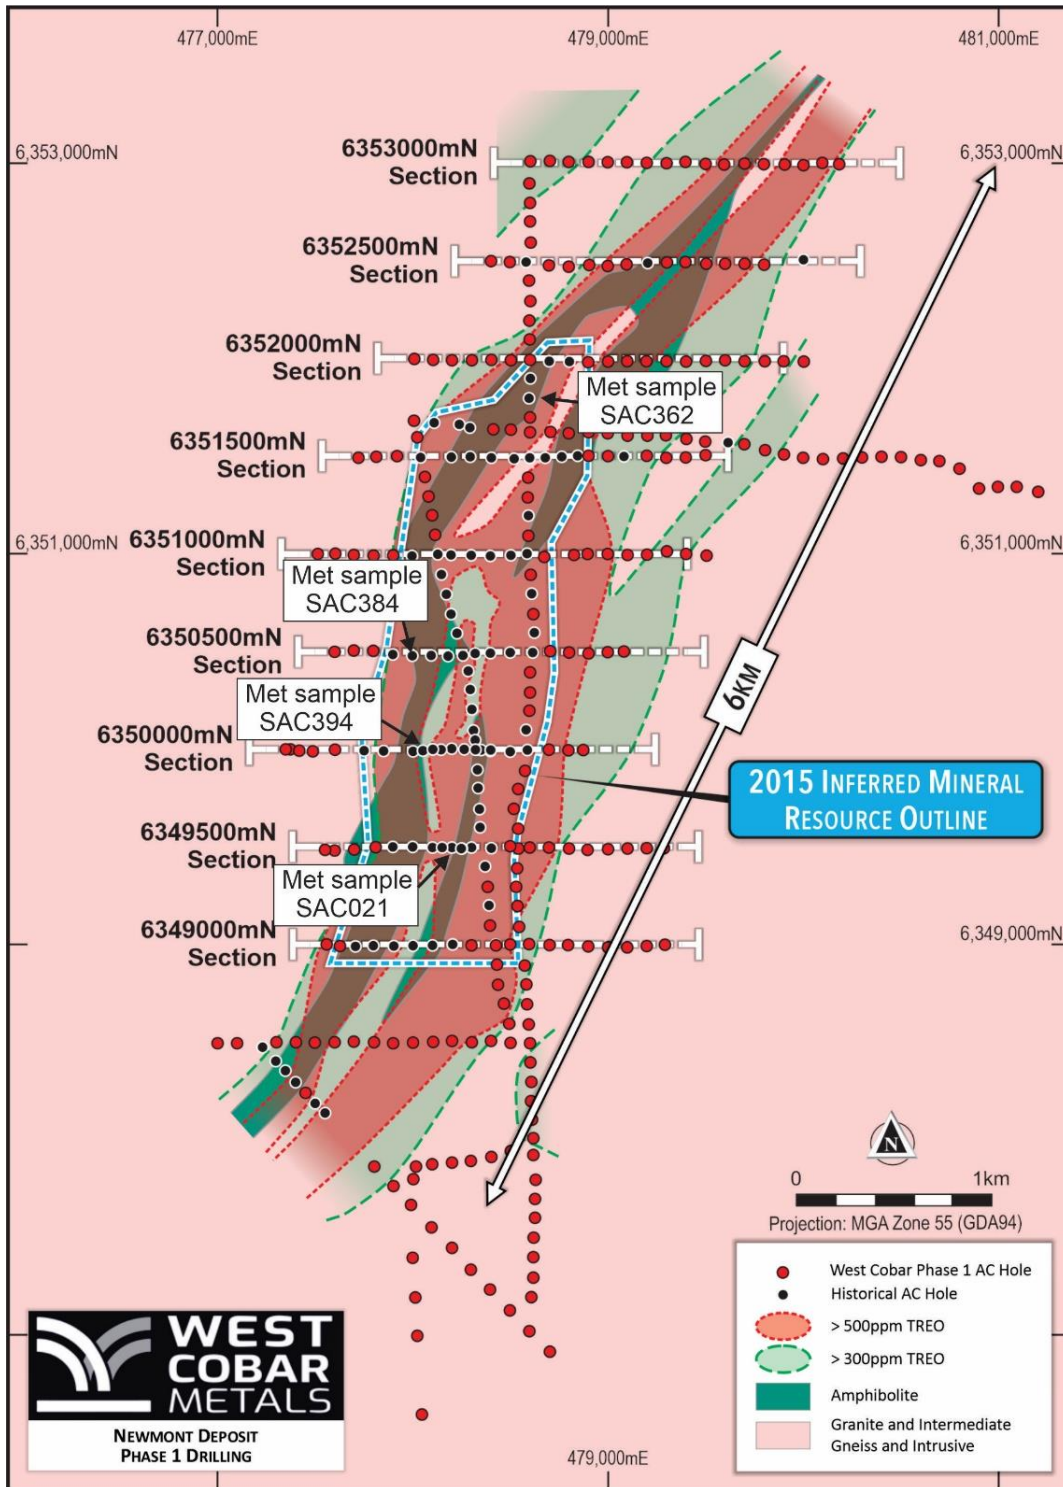 477,000mE
479,000mE
481,000mE
6,353,000mN
6353000mN
Section
6,353,000mN
6352500mN
Section
6352000mN
Section
Met sample
SAC362
6351500mN
Section
6,351,000mN
6351000mN
Section
6,351,000mN
Met sample
SAC384
6350500mN
Section
Met sample
SAC394
6350000mN
Section
6KM
2015 INFERRED MINERAL
RESOURCE OUTLINE
6349500mN
Section
Met sample
SAC021
6349000mN
Section
6,349,000mN
N
0 1km
Projection: MGA Zone 55 (GDA94)
West Cobar Phase 1 AC Hole
Historical AC Hole
> 500ppm TREO
> 300ppm TREO
Amphibolite
Granite and Intermediate
Gneiss and Intrusive
WEST
COBAR
METALS
NEWMONT DEPOSIT
PHASE 1 DRILLING
479,000mE